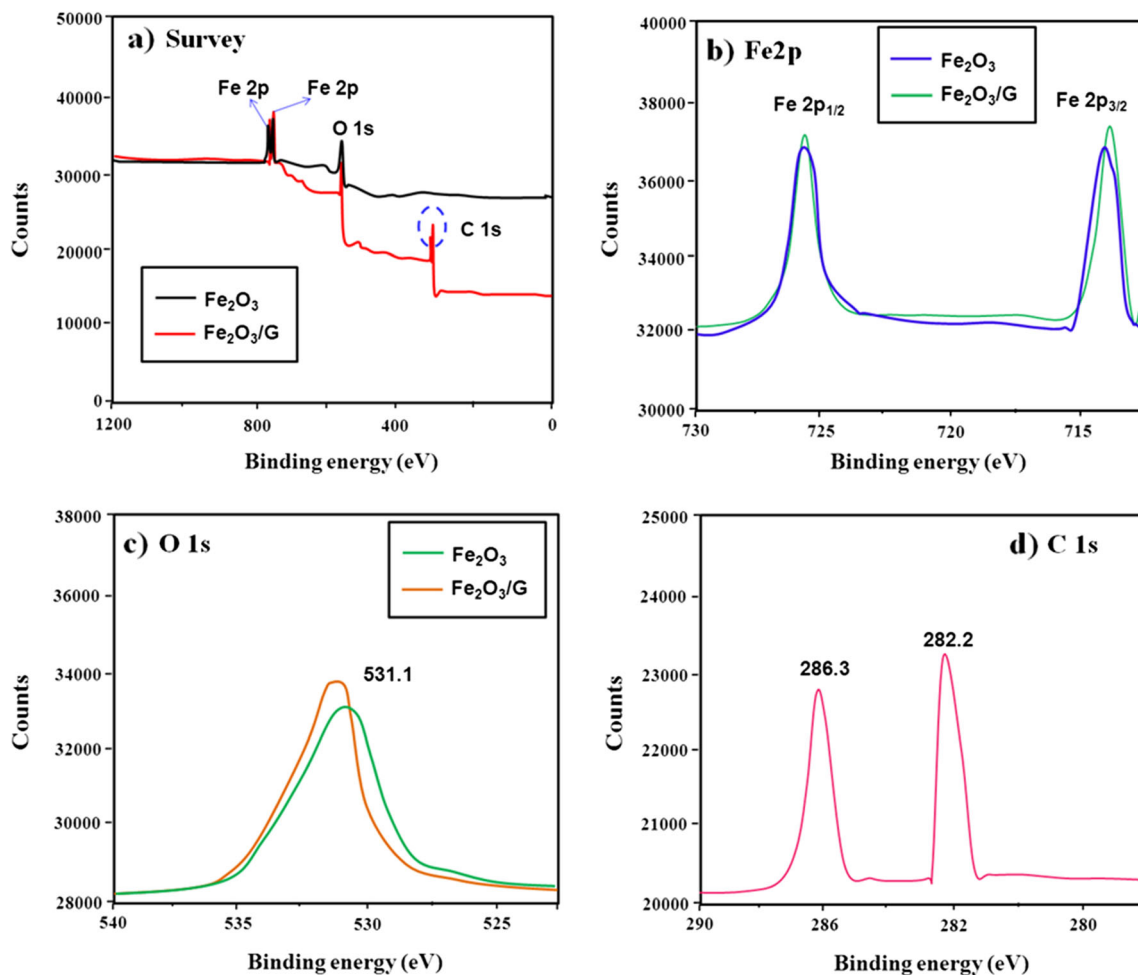 a) Survey
Fe 2p
Fe 2p
O 1s
C 1s
Fe₂O₃
Fe₂O₃/G
50000
40000
30000
20000
10000
0
1200
800
400
0
Counts
Binding energy (eV)
b) Fe2p
Fe₂O₃
Fe₂O₃/G
Fe 2p₁/₂
Fe 2p₃/₂
40000
38000
36000
34000
32000
30000
730
725
720
715
Counts
Binding energy (eV)
c) O 1s
Fe₂O₃
Fe₂O₃/G
531.1
38000
36000
34000
32000
30000
28000
540
535
530
525
Counts
Binding energy (eV)
d) C 1s
286.3
282.2
25000
24000
23000
22000
21000
20000
290
286
282
280
Counts
Binding energy (eV)